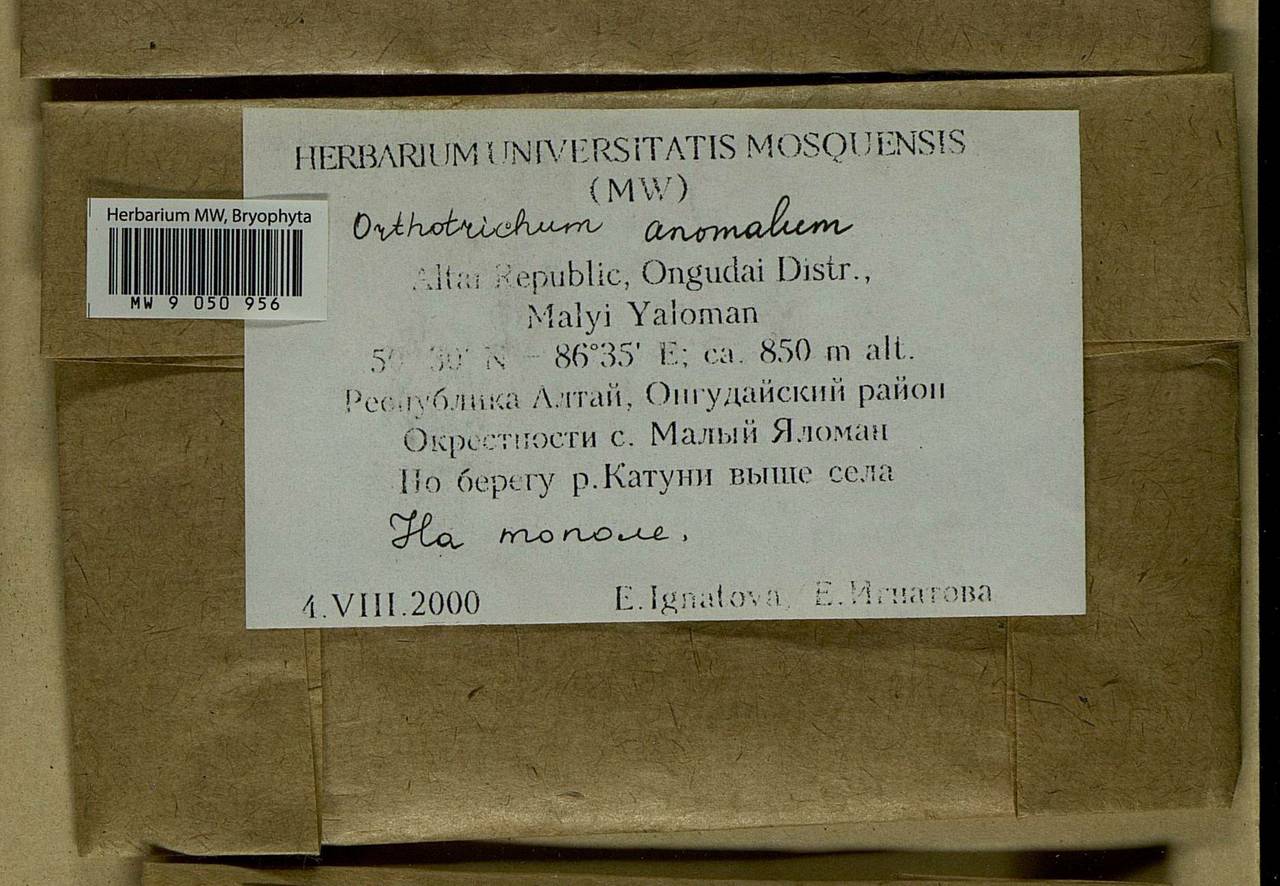 HERBARIUM UNIVERSITATIS MOSQUENSIS
(MW)
Herbarium MW, Bryophyta
MW 9 050 956
Orthotrichum anomalum
Altai Republic, Ongudai Distr.,
Malyi Yaloman
50°30' N - 86°35' E; ca. 850 m alt.
Республика Алтай, Онгудайский район
Окрестности с. Малый Яломан
По берегу р.Катуни выше села
На тополе.
4.VIII.2000 E.Ignatova, Е.Игнатова